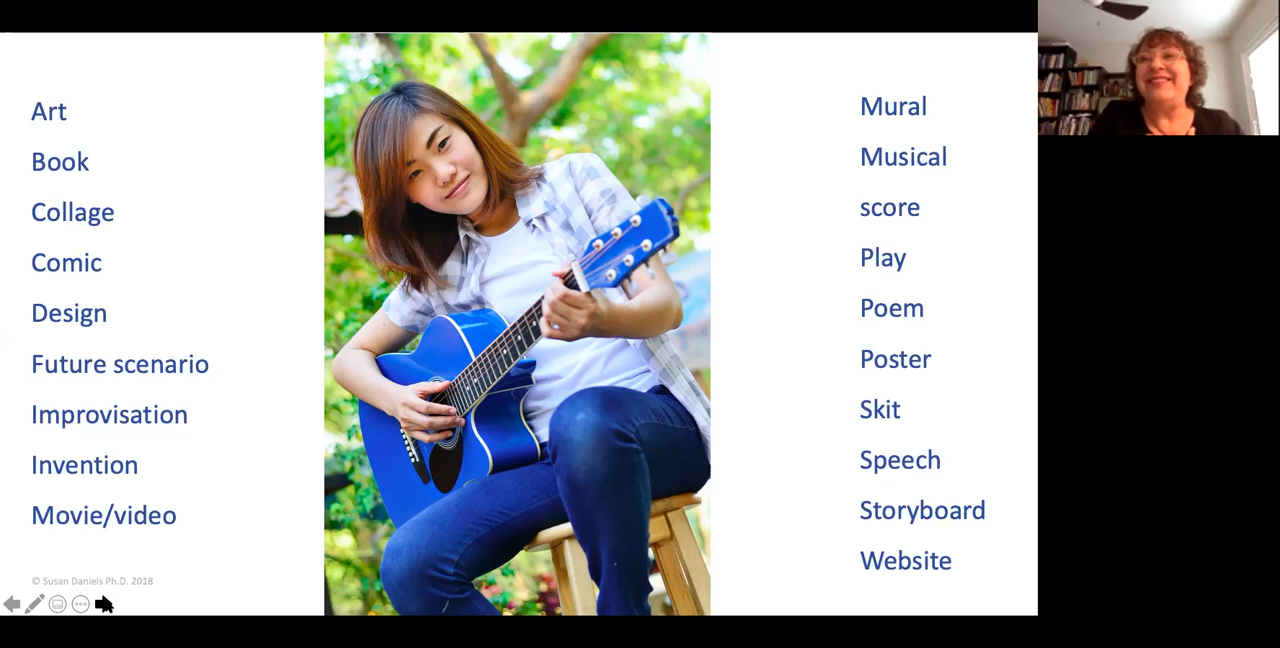 Art
Book
Collage
Comic
Design
Future scenario
Improvisation
Invention
Movie/video
© Susan Daniels Ph.D. 2018
Mural
Musical
score
Play
Poem
Poster
Skit
Speech
Storyboard
Website